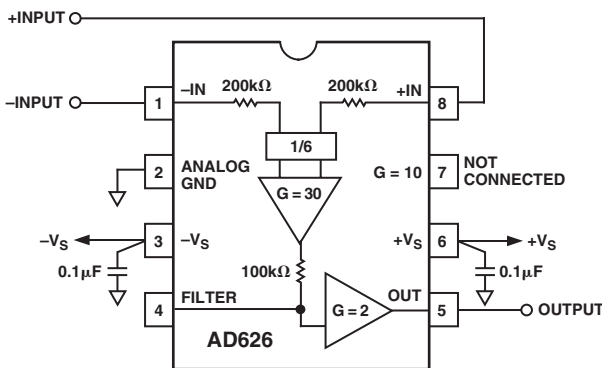 +INPUT
–INPUT
200kΩ
200kΩ
–IN
+IN
1
8
1/6
2
ANALOG
GND
G = 30
G = 10
7
NOT
CONNECTED
–VS
3
–VS
+VS
6
+VS
0.1µF
100kΩ
0.1µF
4
FILTER
G = 2
OUT
5
OUTPUT
AD626